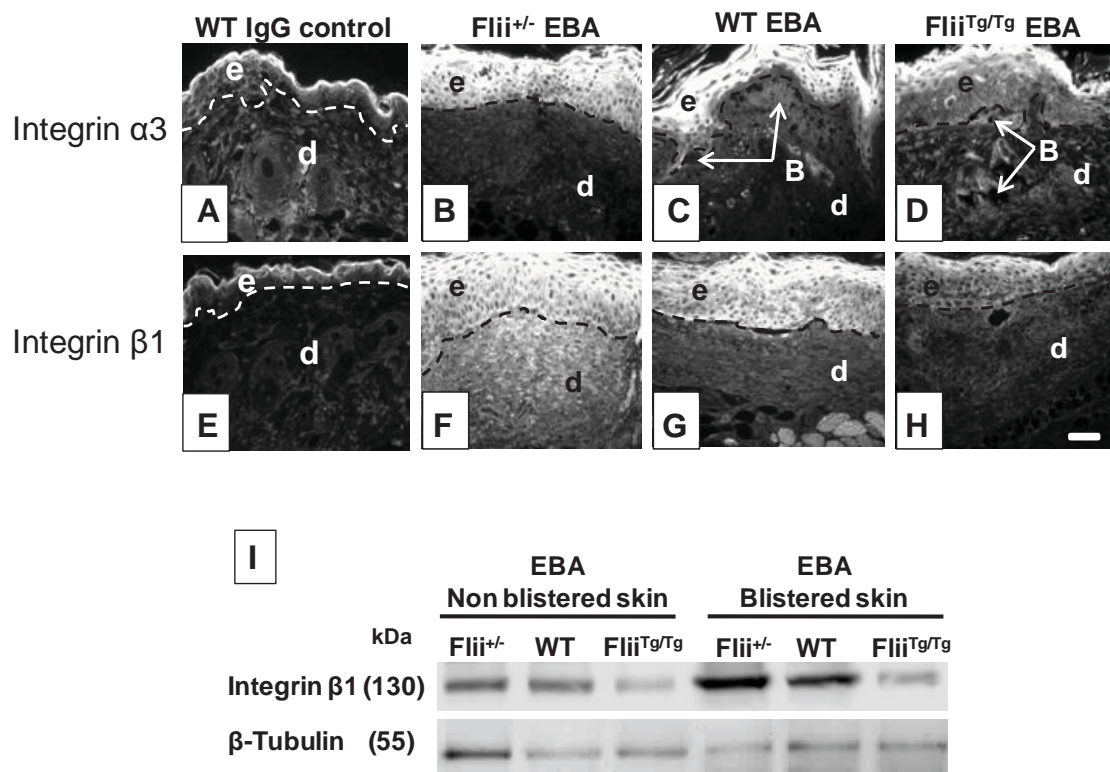 WT IgG control Flii+/- EBA WT EBA FliiTg/Tg EBA
Integrin α3
e e e e
d d d d
B B
A B C D
Integrin β1
e e e e
d d d d
E F G H
I
EBA EBA
Non blistered skin Blistered skin
kDa Flii+/- WT FliiTg/Tg Flii+/- WT FliiTg/Tg
Integrin β1 (130)
β-Tubulin (55)